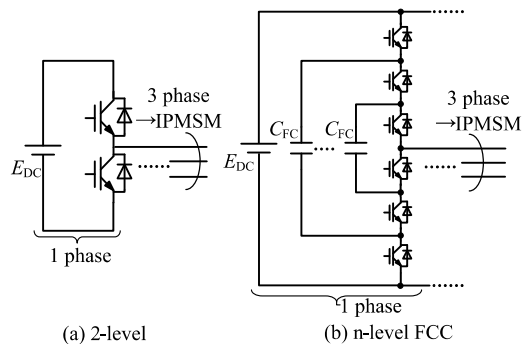 3 phase
→IPMSM
E_DC
1 phase
(a) 2-level
C_FC
C_FC
E_DC
3 phase
→IPMSM
1 phase
(b) n-level FCC